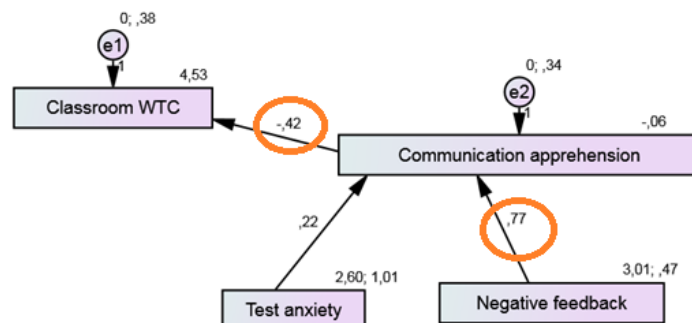 0; ,38
e1
1
4,53
Classroom WTC
-,42
0; ,34
e2
1
-,06
Communication apprehension
,22
,77
2,60; 1,01
Test anxiety
3,01; ,47
Negative feedback